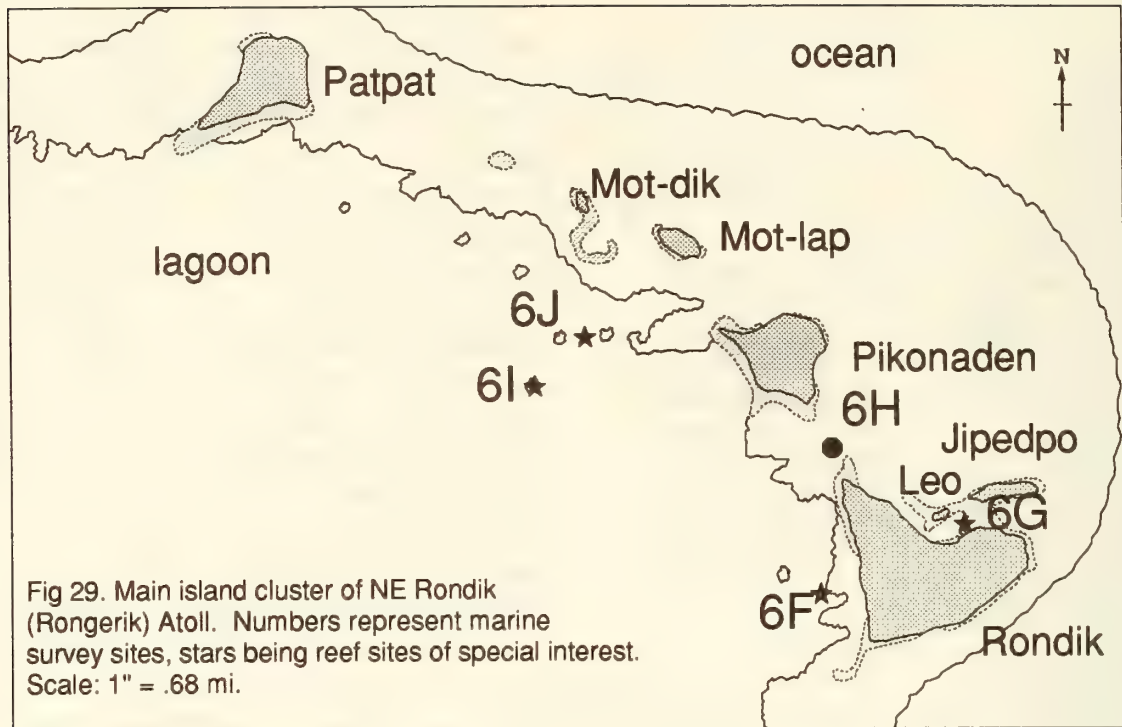 ocean
N
Patpat
Mot-dik
Mot-lap
lagoon
6J
6I
Pikonaden
6H
Jipedpo
Leo
6G
6F
Rondik
Fig 29. Main island cluster of NE Rondik
(Rongerik) Atoll. Numbers represent marine
survey sites, stars being reef sites of special interest.
Scale: 1" = .68 mi.